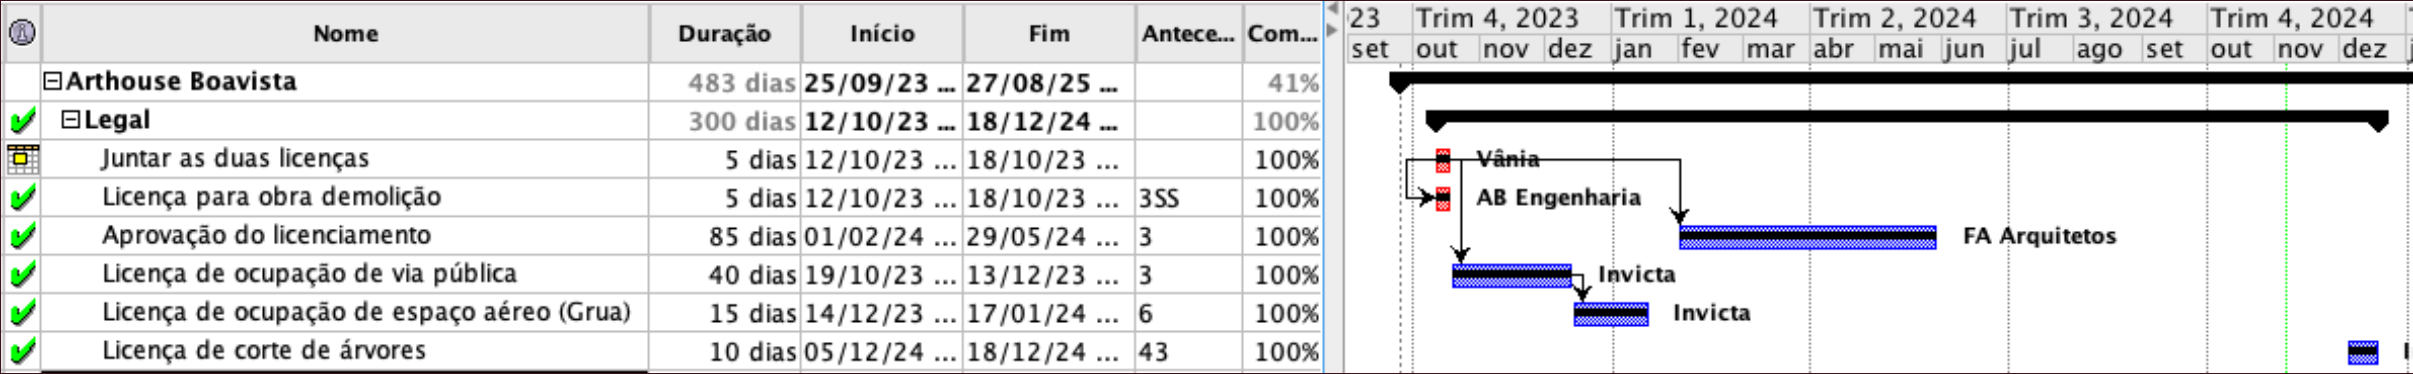 Nome Duração Início Fim Antece... Com... 23 Trim 4, 2023 Trim 1, 2024 Trim 2, 2024 Trim 3, 2024 Trim 4, 2024
set out nov dez jan fev mar abr mai jun jul ago set out nov dez
Arthouse Boavista 483 dias 25/09/23 ... 27/08/25 ... 41%
Legal 300 dias 12/10/23 ... 18/12/24 ... 100%
Juntar as duas licenças 5 dias 12/10/23 ... 18/10/23 ... 100% Vânia
Licença para obra demolição 5 dias 12/10/23 ... 18/10/23 ... 3SS 100% AB Engenharia
Aprovação do licenciamento 85 dias 01/02/24 ... 29/05/24 ... 3 100% FA Arquitetos
Licença de ocupação de via pública 40 dias 19/10/23 ... 13/12/23 ... 3 100% Invicta
Licença de ocupação de espaço aéreo (Grua) 15 dias 14/12/23 ... 17/01/24 ... 6 100% Invicta
Licença de corte de árvores 10 dias 05/12/24 ... 18/12/24 ... 43 100%